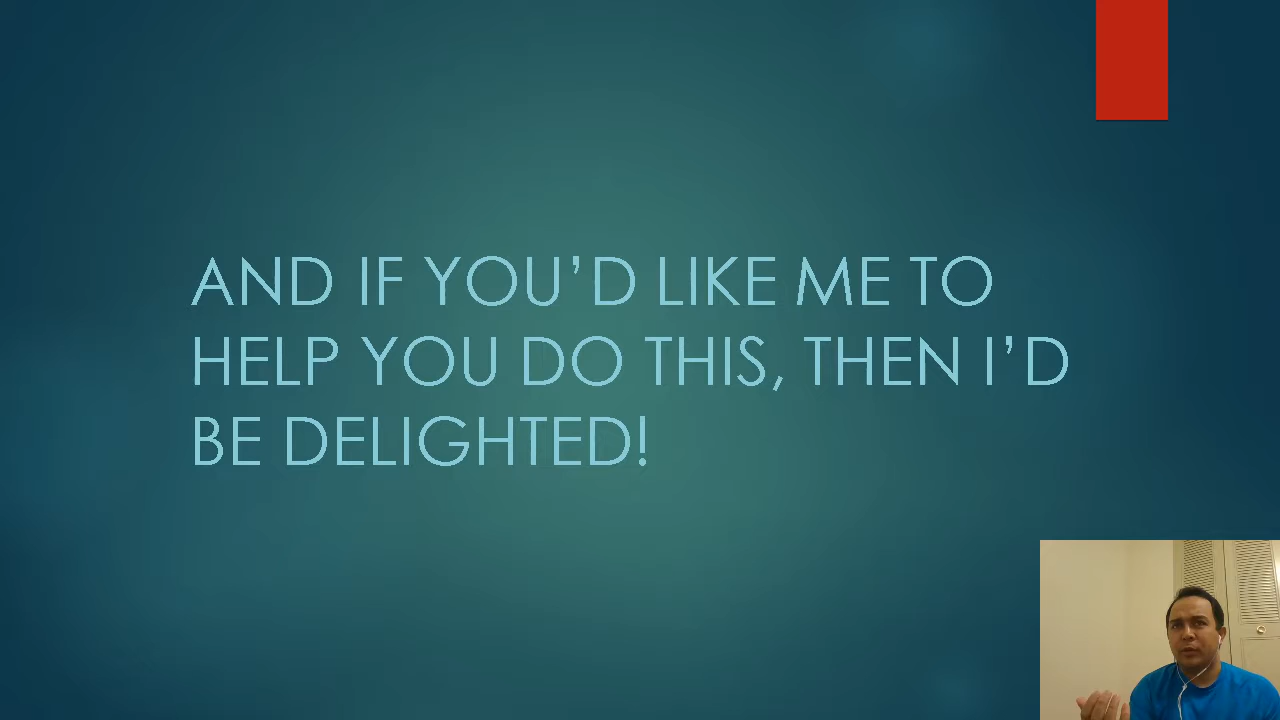 AND IF YOU’D LIKE ME TO
HELP YOU DO THIS, THEN I’D
BE DELIGHTED!